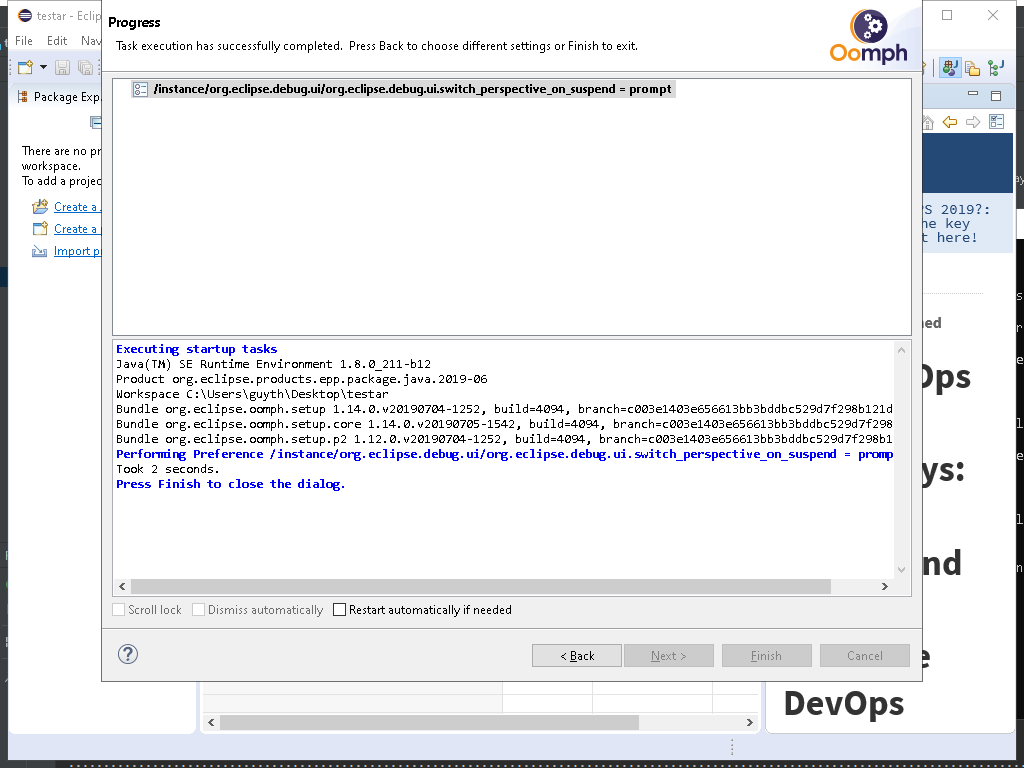 testar - Eclip
Progress
Task execution has successfully completed.  Press Back to choose different settings or Finish to exit.
Oomph
File Edit Nav
Package Exp
/instance/org.eclipse.debug.ui/org.eclipse.debug.ui.switch_perspective_on_suspend = prompt
There are no pr
workspace.
To add a projec
Create a
Create a
Import p
PS 2019?:
he key
t here!
ned
Ops
ys:
nd
e
DevOps
Executing startup tasks
Java(TM) SE Runtime Environment 1.8.0_211-b12
Product org.eclipse.products.epp.package.java.2019-06
Workspace C:\Users\guyth\Desktop\testar
Bundle org.eclipse.oomph.setup 1.14.0.v20190704-1252, build=4094, branch=c003e1403e656613bb3bddbc529d7f298b121d
Bundle org.eclipse.oomph.setup.core 1.14.0.v20190705-1542, build=4094, branch=c003e1403e656613bb3bddbc529d7f298
Bundle org.eclipse.oomph.setup.p2 1.12.0.v20190704-1252, build=4094, branch=c003e1403e656613bb3bddbc529d7f298b1
Performing Preference /instance/org.eclipse.debug.ui/org.eclipse.debug.ui.switch_perspective_on_suspend = promp
Took 2 seconds.
Press Finish to close the dialog.
Scroll lock Dismiss automatically Restart automatically if needed
? < Back Next > Finish Cancel